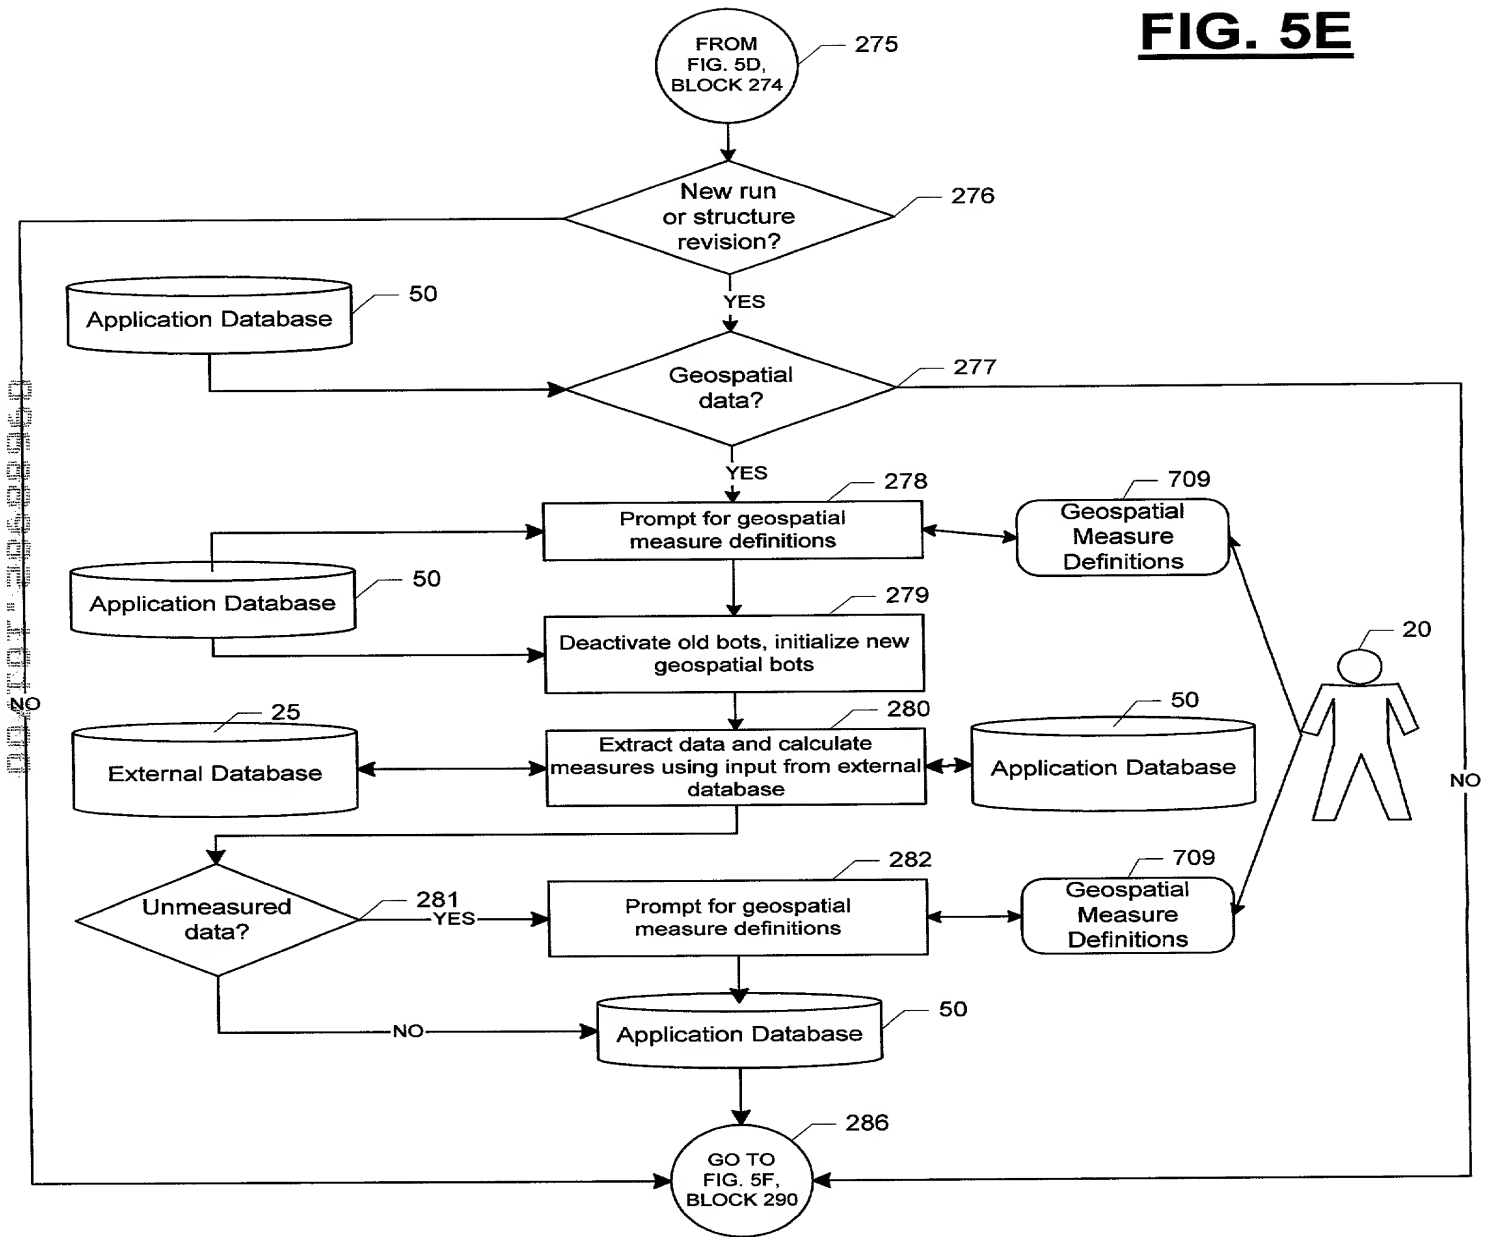 FIG. 5E
FROM
FIG. 5D,
BLOCK 274
275
New run
or structure
revision?
276
50
Application Database
YES
Geospatial
data?
277
YES
278
Prompt for geospatial
measure definitions
709
Geospatial
Measure
Definitions
50
Application Database
279
Deactivate old bots, initialize new
geospatial bots
20
NO
25
External Database
280
Extract data and calculate
measures using input from external
database
50
Application Database
NO
Unmeasured
data?
281
YES
282
Prompt for geospatial
measure definitions
709
Geospatial
Measure
Definitions
NO
50
Application Database
286
GO TO
FIG. 5F,
BLOCK 290